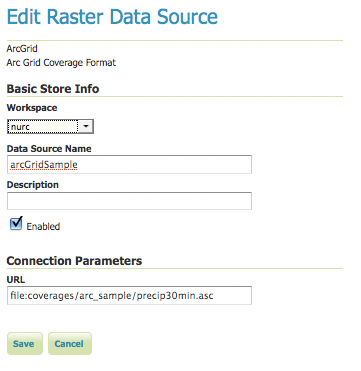 Edit Raster Data Source
ArcGrid
Arc Grid Coverage Format
Basic Store Info
Workspace
nurc
Data Source Name
arcGridSample
Description
Enabled
Connection Parameters
URL
file:coverages/arc_sample/precip30min.asc
Save Cancel